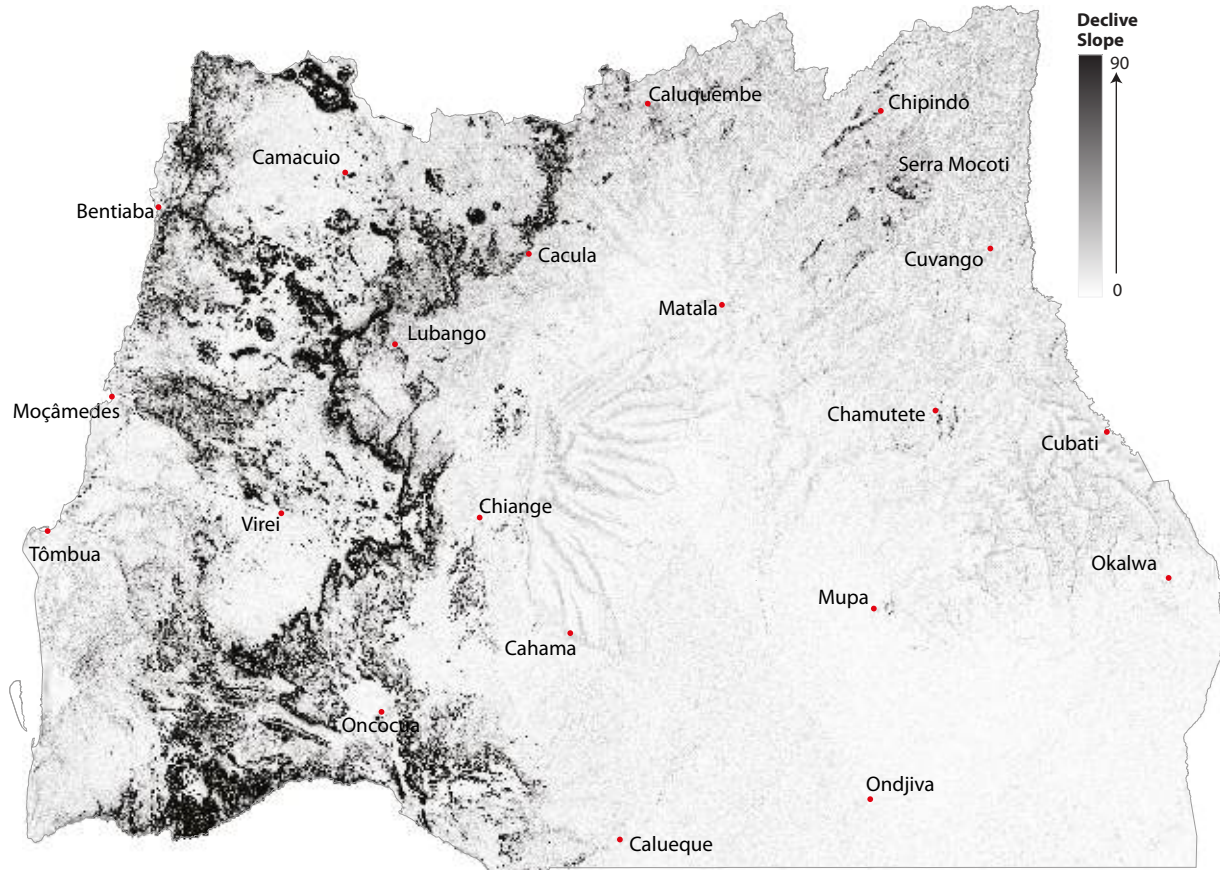 Declive
Slope
90
0
Caluquembe
Chipindo
Camacuio
Serra Mocoti
Bentiaba
Cacula
Cuvango
Matala
Lubango
Moçâmedes
Chamutete
Cubati
Chiange
Virei
Tômbua
Okalwa
Mupa
Cahama
Oncocua
Ondjiva
Calueque